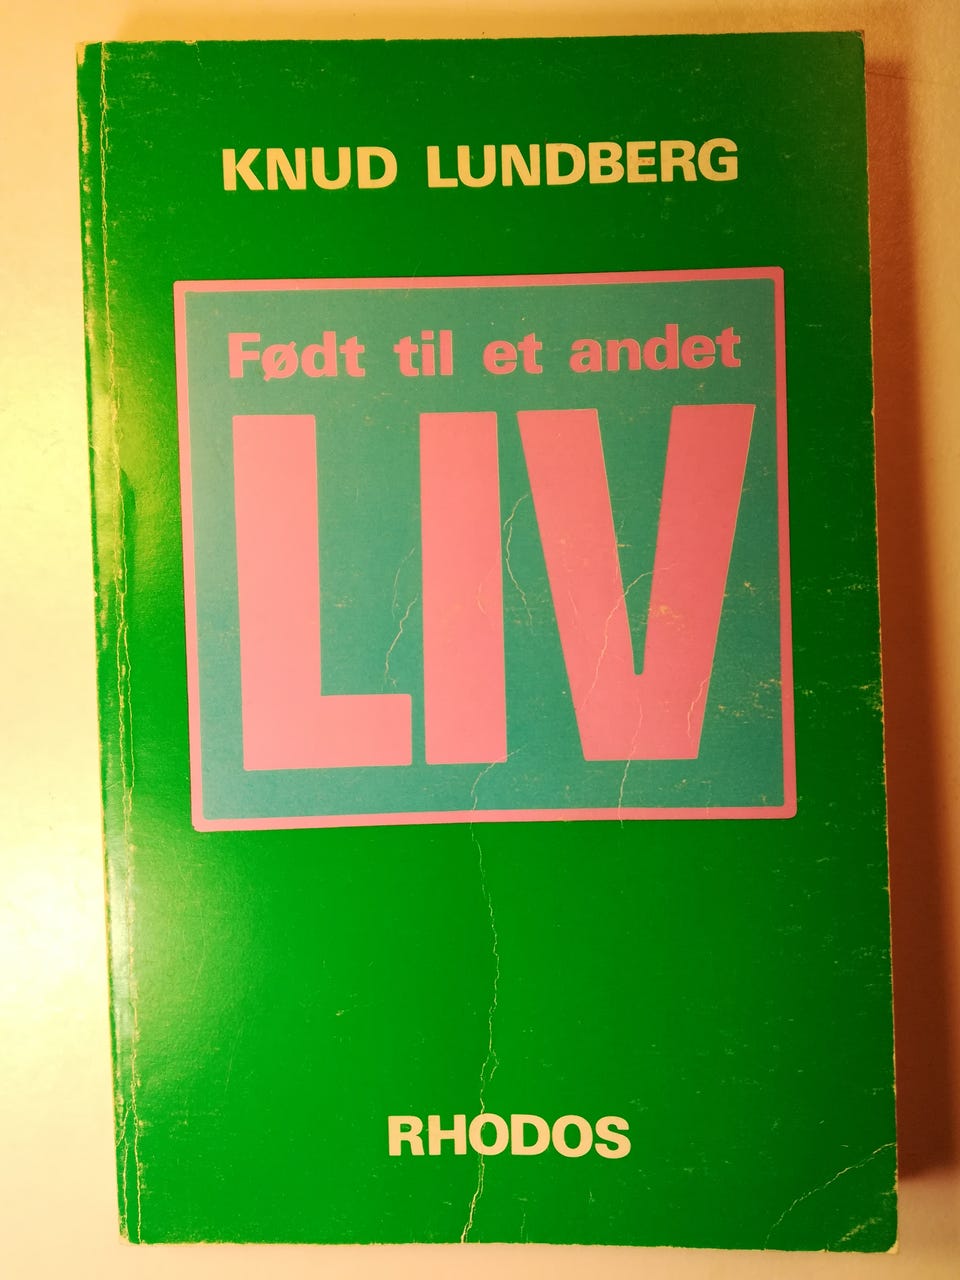 KNUD LUNDBERG
Født til et andet
LIV
RHODOS